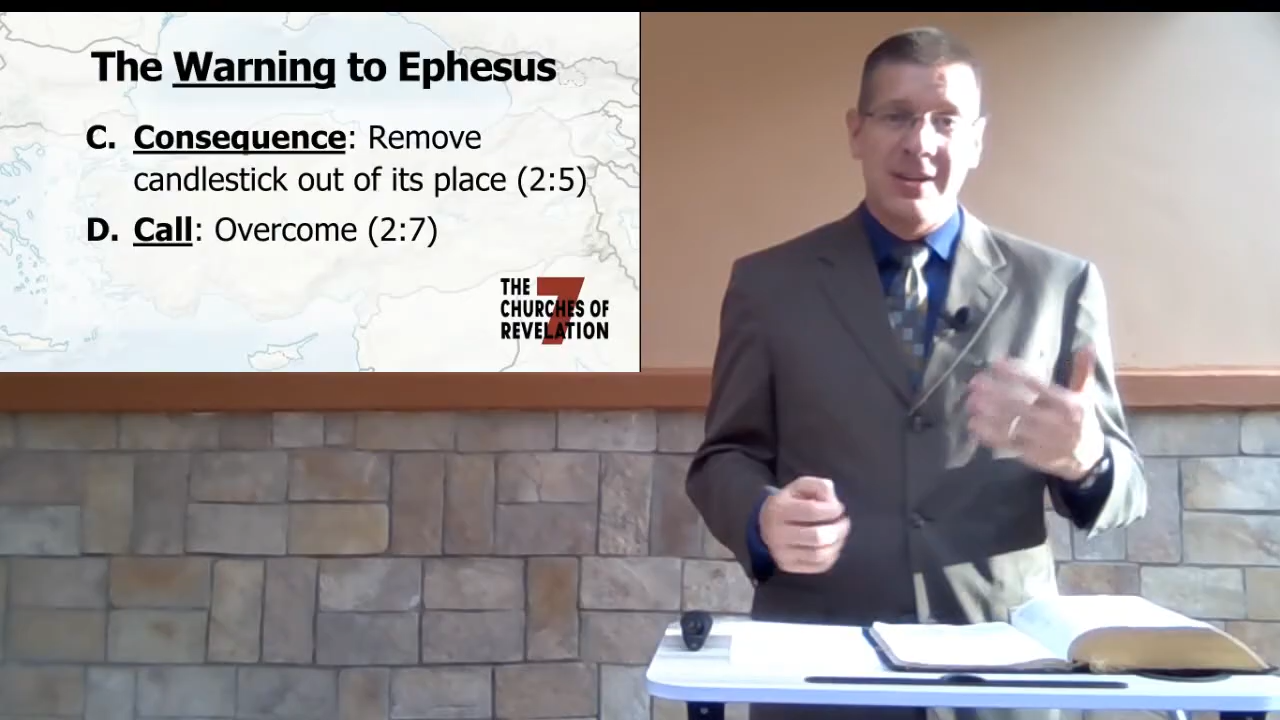 The Warning to Ephesus
C. Consequence: Remove
candlestick out of its place (2:5)
D. Call: Overcome (2:7)
THE 7
CHURCHES OF
REVELATION